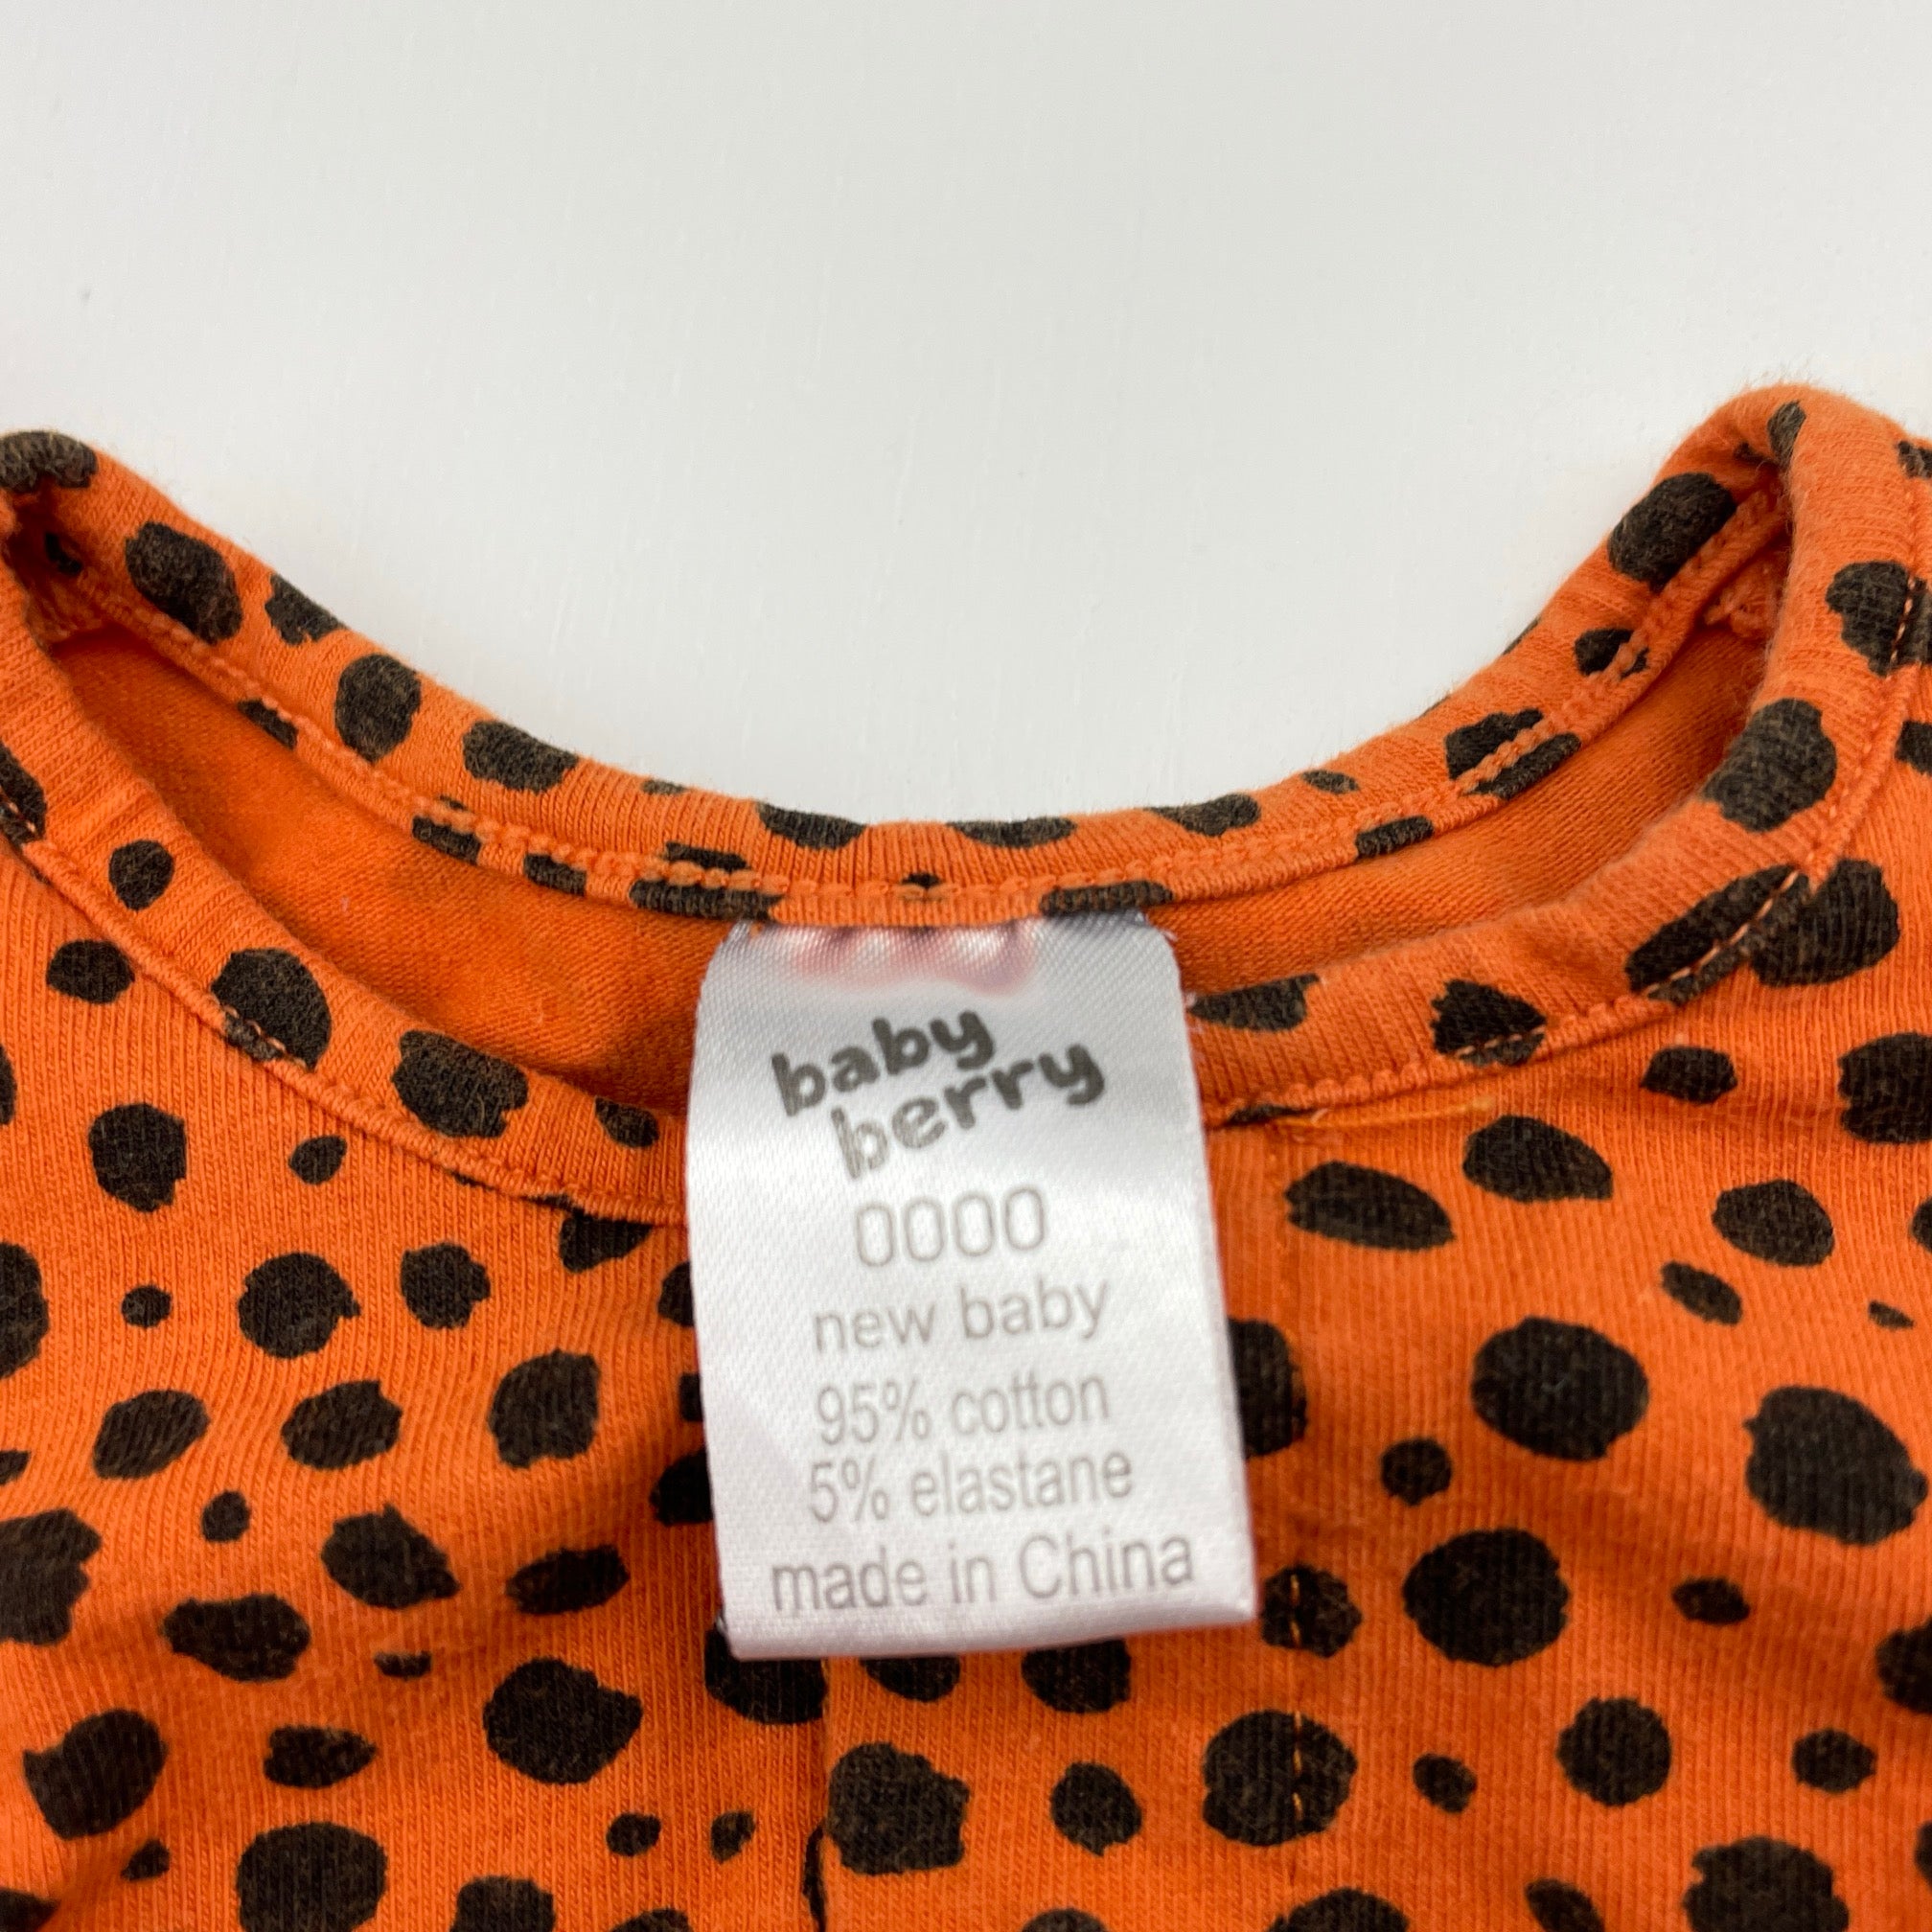 baby
berry
0000
new baby
95% cotton
5% elastane
made in China